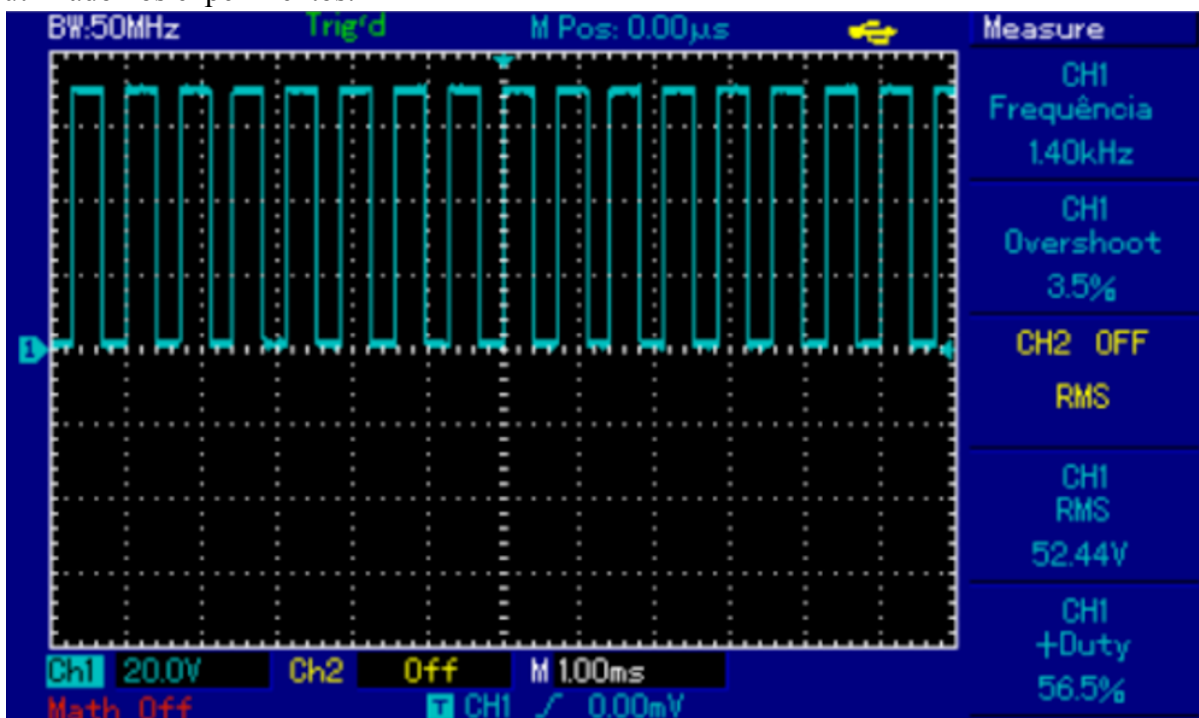 BW:50MHz Trig'd M Pos: 0.00µs Measure
CH1
Frequência
1.40kHz
CH1
Overshoot
3.5%
1
CH2 OFF
RMS
CH1
RMS
52.44V
CH1
+Duty
56.5%
Ch1 20.0V Ch2 Off M 1.00ms
Math Off T CH1 0.00mV